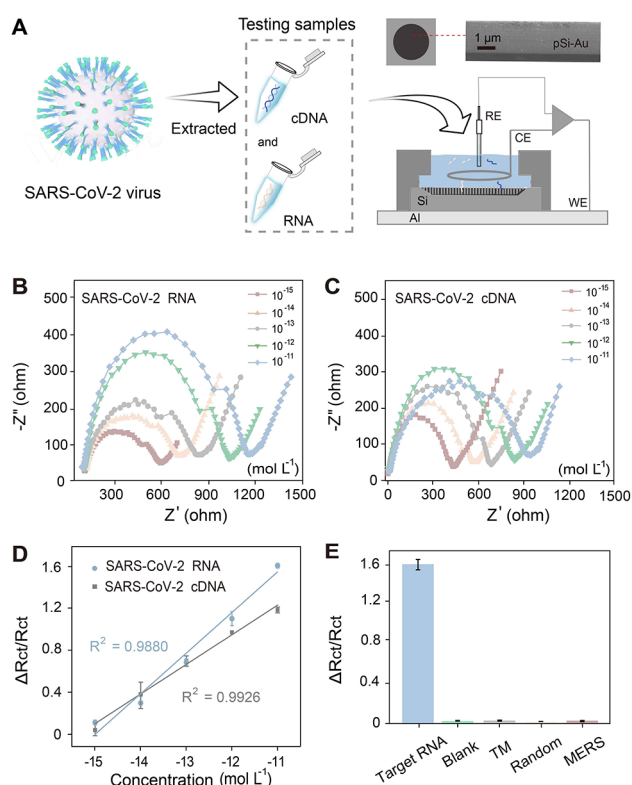 A
Testing samples
SARS-CoV-2 virus
Extracted
cDNA
and
RNA
1 μm
pSi-Au
RE
CE
WE
Si
Al
B
SARS-CoV-2 RNA
10⁻¹⁵
10⁻¹⁴
10⁻¹³
10⁻¹²
10⁻¹¹
(mol L⁻¹)
-Z" (ohm)
500
400
300
200
100
0
300 600 900 1200 1500
Z' (ohm)
C
SARS-CoV-2 cDNA
10⁻¹⁵
10⁻¹⁴
10⁻¹³
10⁻¹²
10⁻¹¹
(mol L⁻¹)
-Z" (ohm)
500
400
300
200
100
0
0 300 600 900 1200 1500
Z' (ohm)
D
SARS-CoV-2 RNA
SARS-CoV-2 cDNA
R² = 0.9880
R² = 0.9926
ΔRct/Rct
1.6
1.2
0.8
0.4
0
-15 -14 -13 -12 -11
Concentration (mol L⁻¹)
E
ΔRct/Rct
1.6
1.2
0.8
0.4
0
Target RNA
Blank
TM
Random
MERS